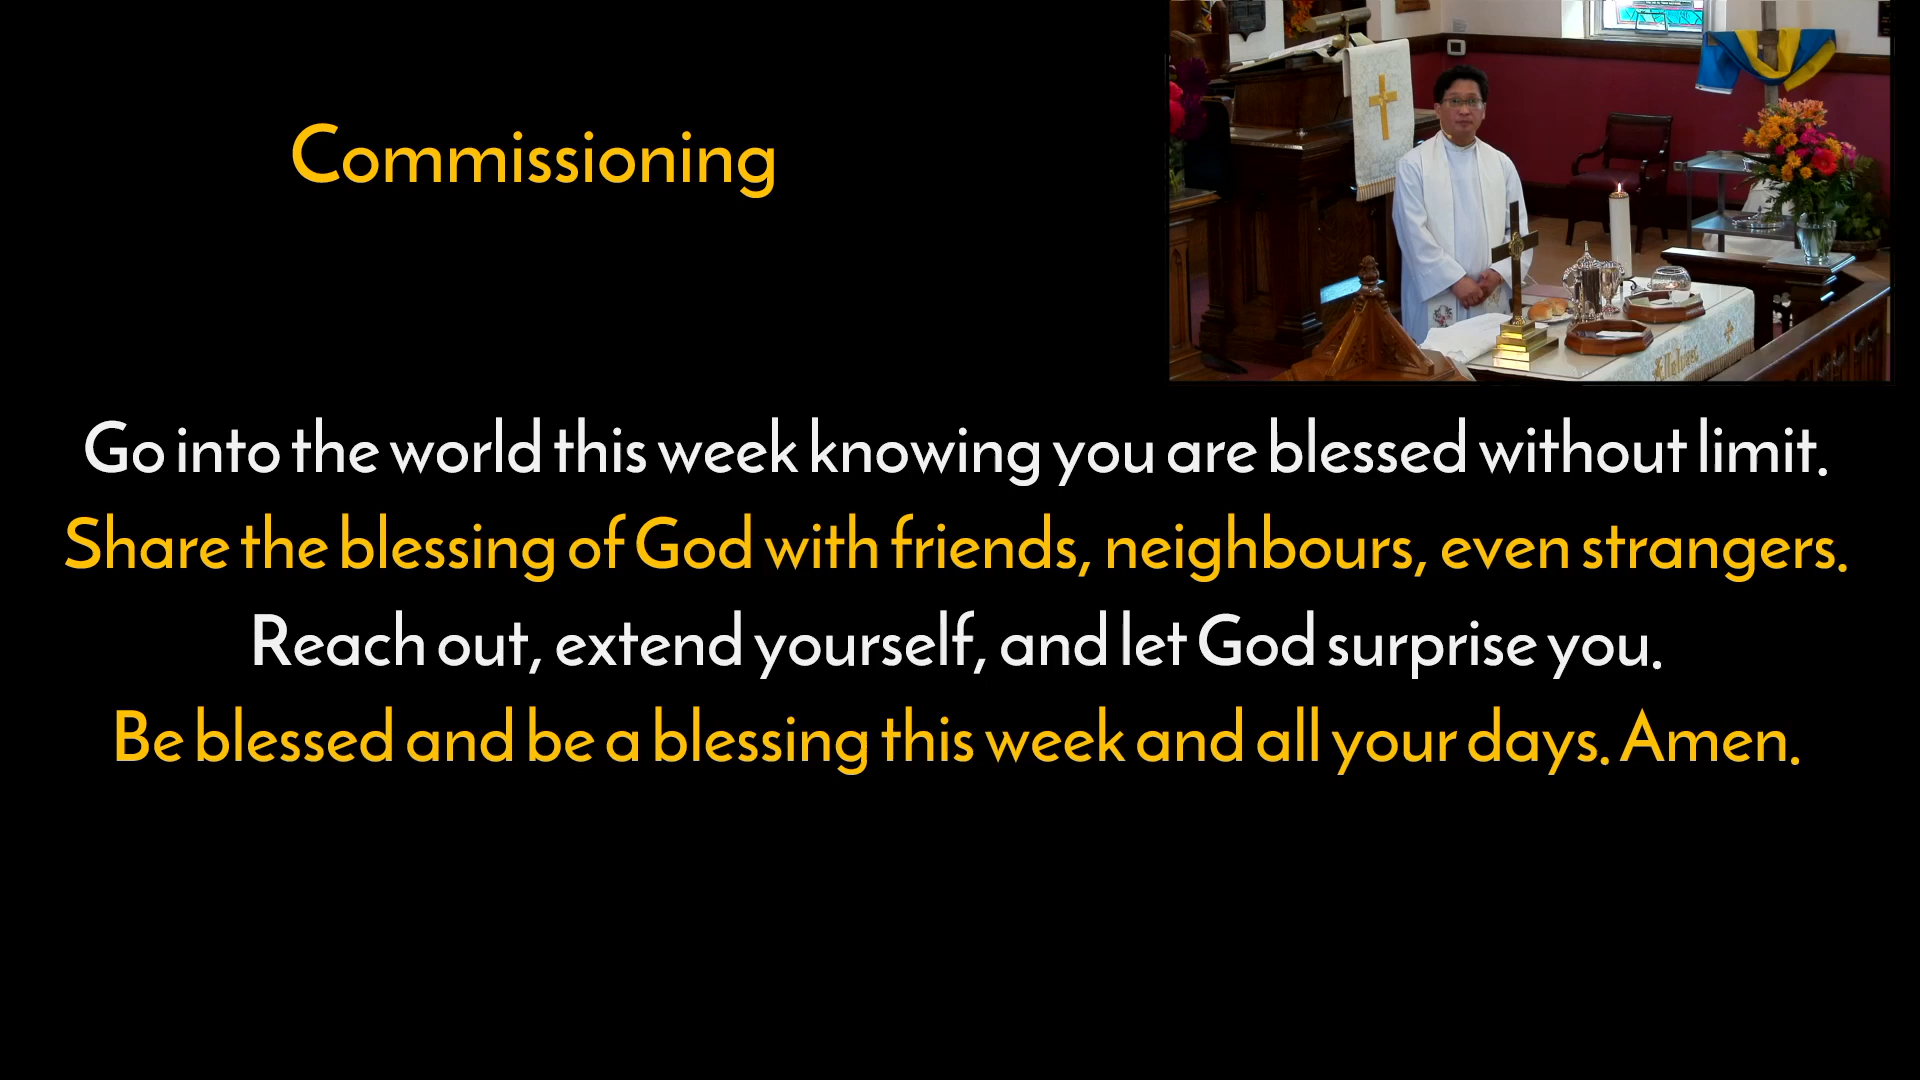 Commissioning
Go into the world this week knowing you are blessed without limit.
Share the blessing of God with friends, neighbours, even strangers.
Reach out, extend yourself, and let God surprise you.
Be blessed and be a blessing this week and all your days. Amen.